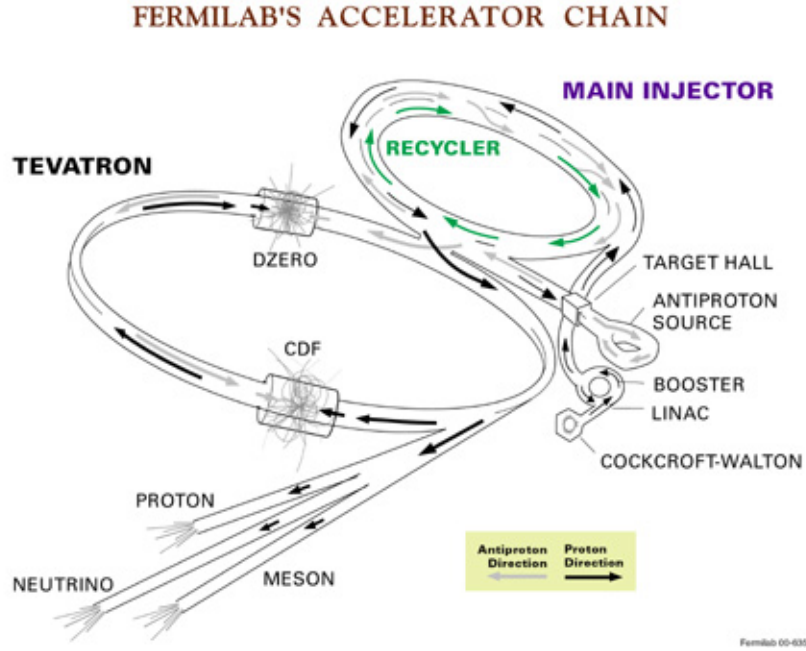 FERMILAB'S ACCELERATOR CHAIN
MAIN INJECTOR
RECYCLER
TEVATRON
DZERO
TARGET HALL
ANTIPROTON
SOURCE
CDF
BOOSTER
LINAC
COCKCROFT-WALTON
PROTON
NEUTRINO
MESON
Antiproton
Direction
Proton
Direction
Fermilab